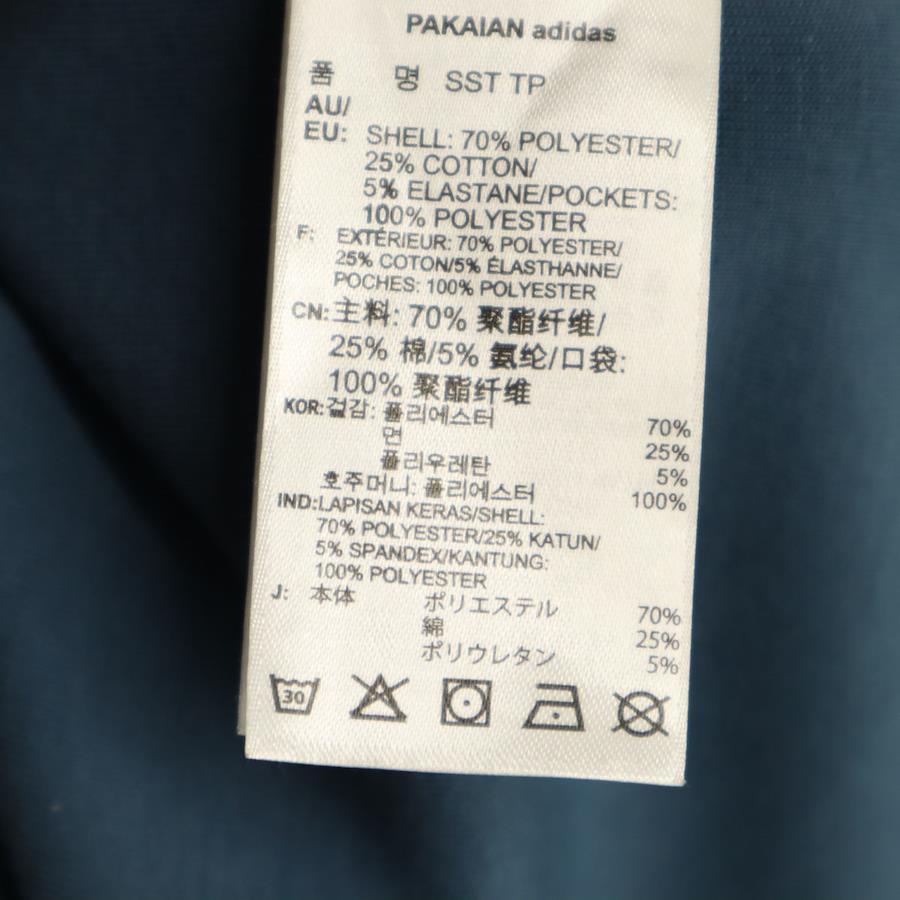 PAKAIAN adidas
품 명 SST TP
AU/
EU: SHELL: 70% POLYESTER/
25% COTTON/
5% ELASTANE/POCKETS:
100% POLYESTER
F: EXTÉRIEUR: 70% POLYESTER/
25% COTON/5% ÉLASTHANNE/
POCHES: 100% POLYESTER
CN: 主料: 70% 聚酯纤维/
25% 棉/5% 氨纶/口袋:
100% 聚酯纤维
KOR: 겉감: 폴리에스터 70%
면 25%
폴리우레탄 5%
호주머니: 폴리에스터 100%
IND: LAPISAN KERAS/SHELL:
70% POLYESTER/25% KATUN/
5% SPANDEX/KANTUNG:
100% POLYESTER
J: 本体 ポリエステル 70%
綿 25%
ポリウレタン 5%
30